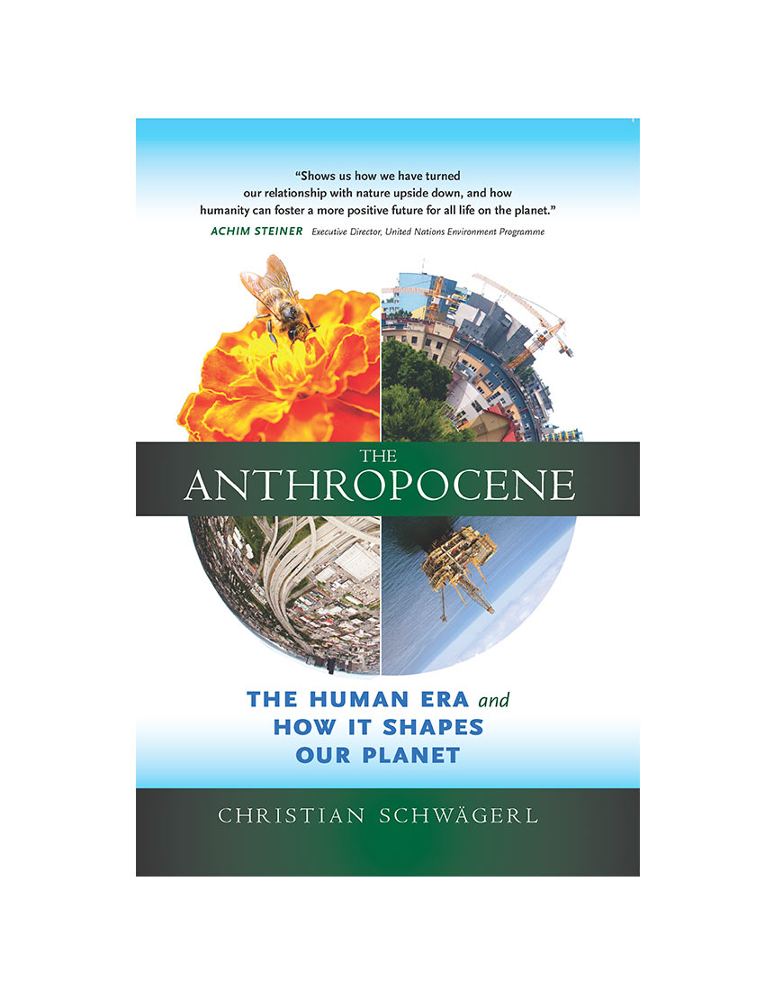 “Shows us how we have turned
our relationship with nature upside down, and how
humanity can foster a more positive future for all life on the planet.”
ACHIM STEINER Executive Director, United Nations Environment Programme
THE
ANTHROPOCENE
THE HUMAN ERA and
HOW IT SHAPES
OUR PLANET
CHRISTIAN SCHWÄGERL